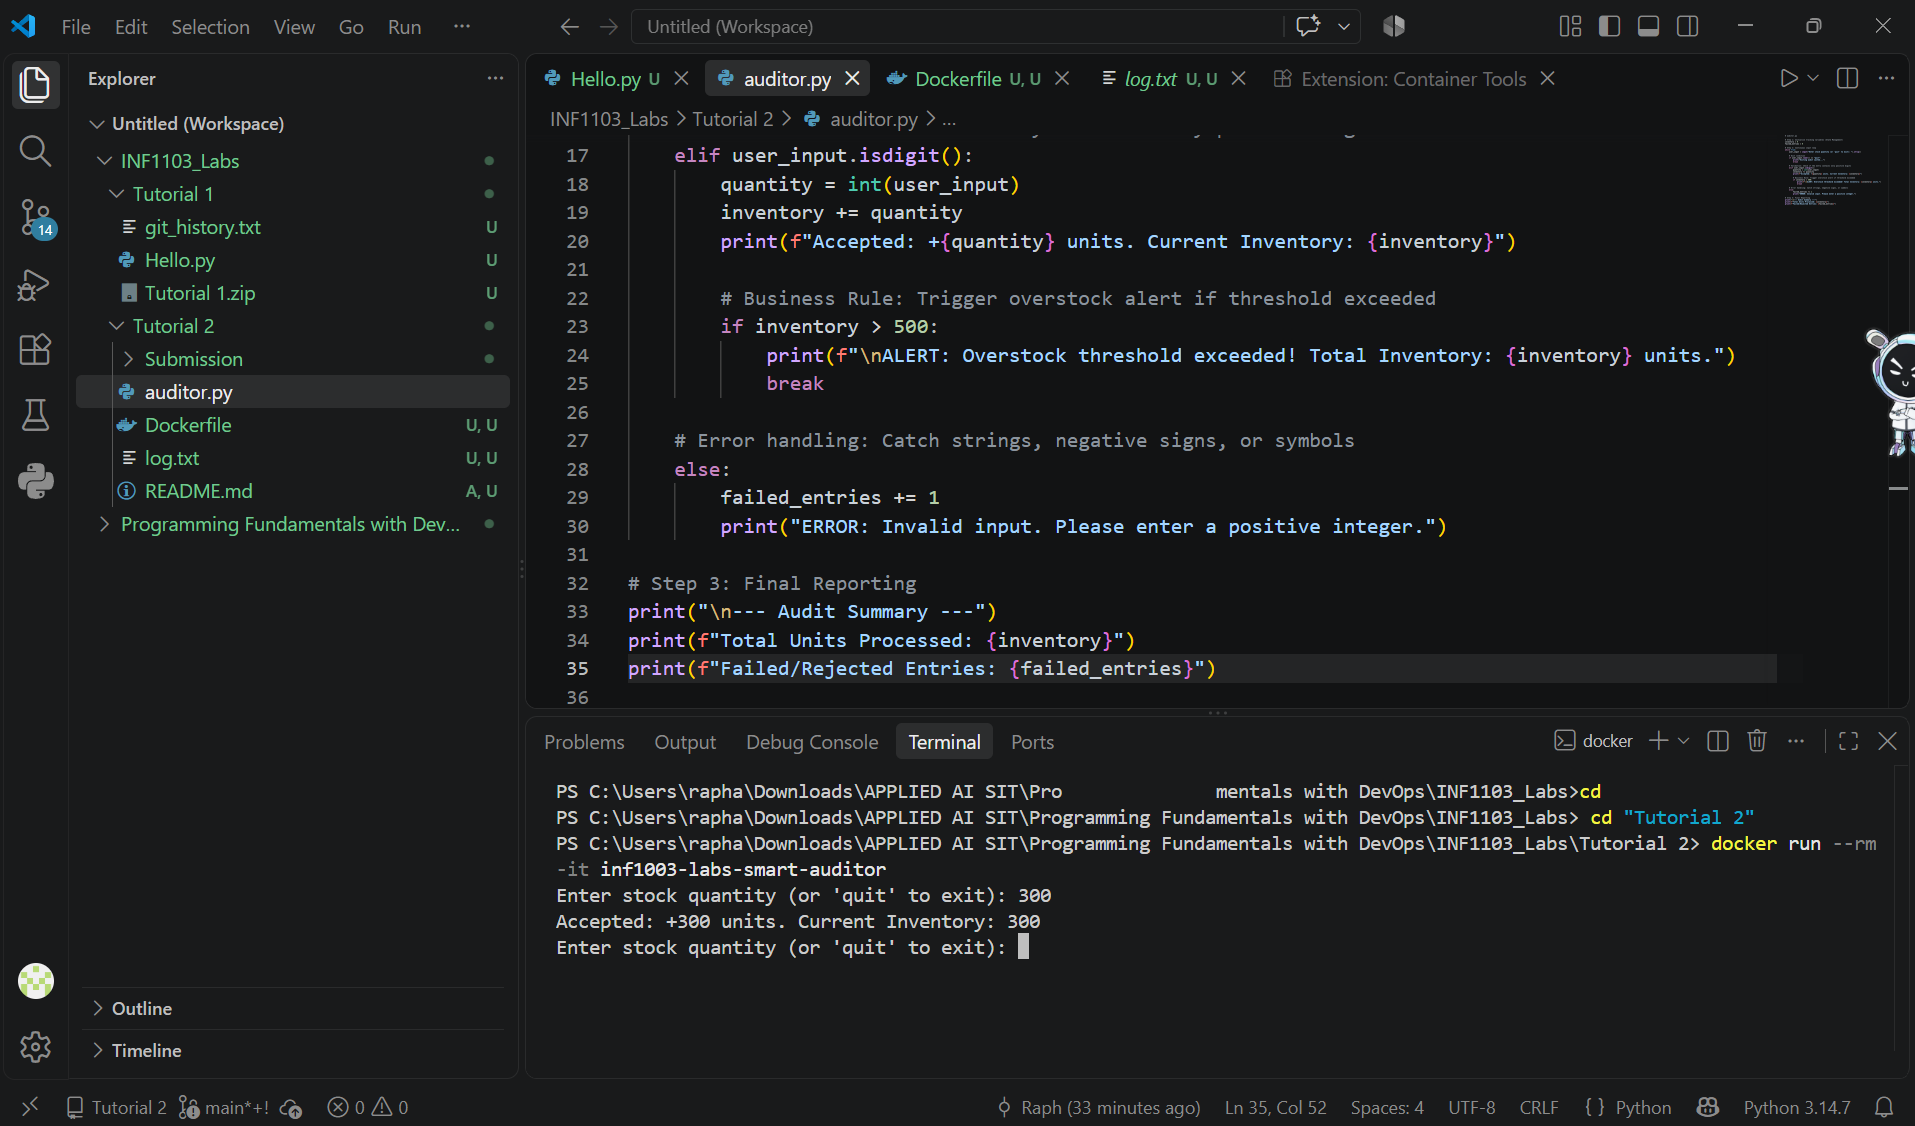 File Edit Selection View Go Run ···
Untitled (Workspace)
Explorer
Untitled (Workspace)
INF1103_Labs
Tutorial 1
git_history.txt U
Hello.py U
Tutorial 1.zip U
Tutorial 2
Submission
auditor.py
Dockerfile U, U
log.txt U, U
README.md A, U
Programming Fundamentals with Dev...
14
Outline
Timeline
Hello.py U auditor.py Dockerfile U, U log.txt U, U Extension: Container Tools
INF1103_Labs > Tutorial 2 > auditor.py > ...
17 elif user_input.isdigit():
18 quantity = int(user_input)
19 inventory += quantity
20 print(f"Accepted: +{quantity} units. Current Inventory: {inventory}")
21
22 # Business Rule: Trigger overstock alert if threshold exceeded
23 if inventory > 500:
24 print(f"\nALERT: Overstock threshold exceeded! Total Inventory: {inventory} units.")
25 break
26
27 # Error handling: Catch strings, negative signs, or symbols
28 else:
29 failed_entries += 1
30 print("ERROR: Invalid input. Please enter a positive integer.")
31
32 # Step 3: Final Reporting
33 print("\n--- Audit Summary ---")
34 print(f"Total Units Processed: {inventory}")
35 print(f"Failed/Rejected Entries: {failed_entries}")
36
Problems Output Debug Console Terminal Ports
docker
PS C:\Users\rapha\Downloads\APPLIED AI SIT\Pro mentals with DevOps\INF1103_Labs>cd
PS C:\Users\rapha\Downloads\APPLIED AI SIT\Programming Fundamentals with DevOps\INF1103_Labs> cd "Tutorial 2"
PS C:\Users\rapha\Downloads\APPLIED AI SIT\Programming Fundamentals with DevOps\INF1103_Labs\Tutorial 2> docker run --rm
-it inf1003-labs-smart-auditor
Enter stock quantity (or 'quit' to exit): 300
Accepted: +300 units. Current Inventory: 300
Enter stock quantity (or 'quit' to exit):
Tutorial 2 main*+! 0 0 Raph (33 minutes ago) Ln 35, Col 52 Spaces: 4 UTF-8 CRLF { } Python Python 3.14.7